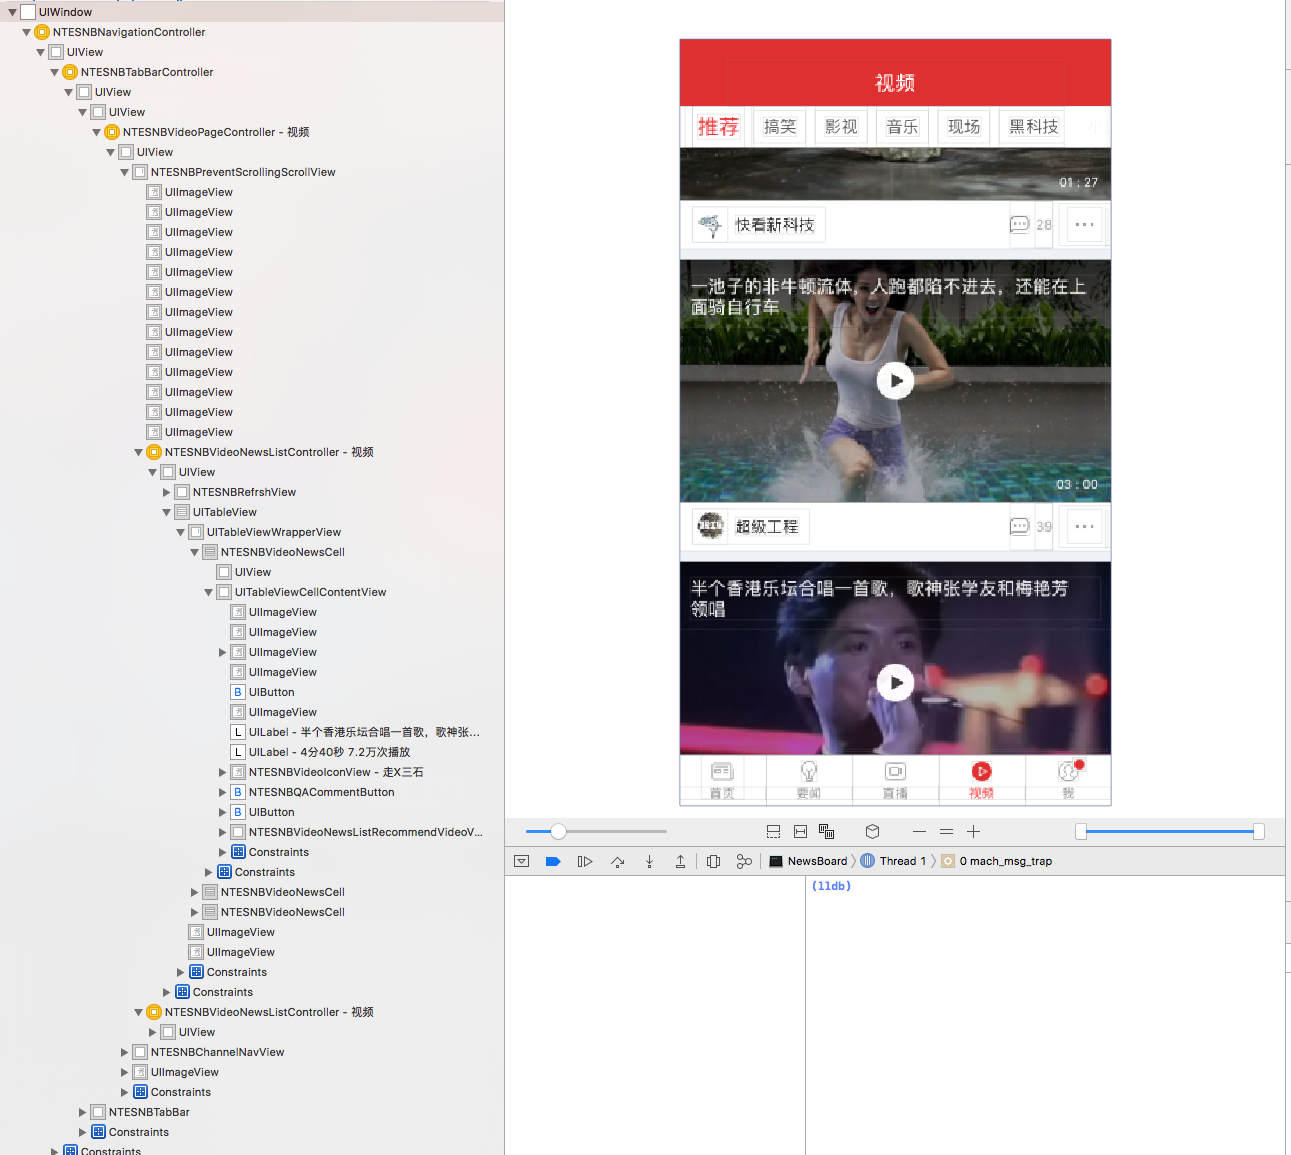 UIWindow
NTESNBNavigationController
UIView
NTESNBTabBarController
UIView
UIView
NTESNBVideoPageController - 视频
UIView
NTESNBPreventScrollingScrollView
UIImageView
UIImageView
UIImageView
UIImageView
UIImageView
UIImageView
UIImageView
UIImageView
UIImageView
UIImageView
UIImageView
UIImageView
UIImageView
NTESNBVideoNewsListController - 视频
UIView
NTESNBRefrshView
UITableView
UITableViewWrapperView
NTESNBVideoNewsCell
UIView
UITableViewCellContentView
UIImageView
UIImageView
UIImageView
UIImageView
B UIButton
UIImageView
L UILabel - 半个香港乐坛合唱一首歌，歌神张...
L UILabel - 4分40秒 7.2万次播放
NTESNBVideoIconView - 走X三石
B NTESNBQACommentButton
B UIButton
NTESNBVideoNewsListRecommendVideoV...
Constraints
Constraints
NTESNBVideoNewsCell
NTESNBVideoNewsCell
UIImageView
UIImageView
Constraints
Constraints
NTESNBVideoNewsListController - 视频
UIView
NTESNBChannelNavView
UIImageView
Constraints
NTESNBTabBar
Constraints
Constraints
视频
推荐 搞笑 影视 音乐 现场 黑科技
01 : 27
快看新科技 28
一池子的非牛顿流体，人跑都陷不进去，还能在上
面骑自行车
03 : 00
超级工程 39
半个香港乐坛合唱一首歌，歌神张学友和梅艳芳
领唱
首页 要闻 直播 视频 我
NewsBoard Thread 1 0 mach_msg_trap
(lldb)